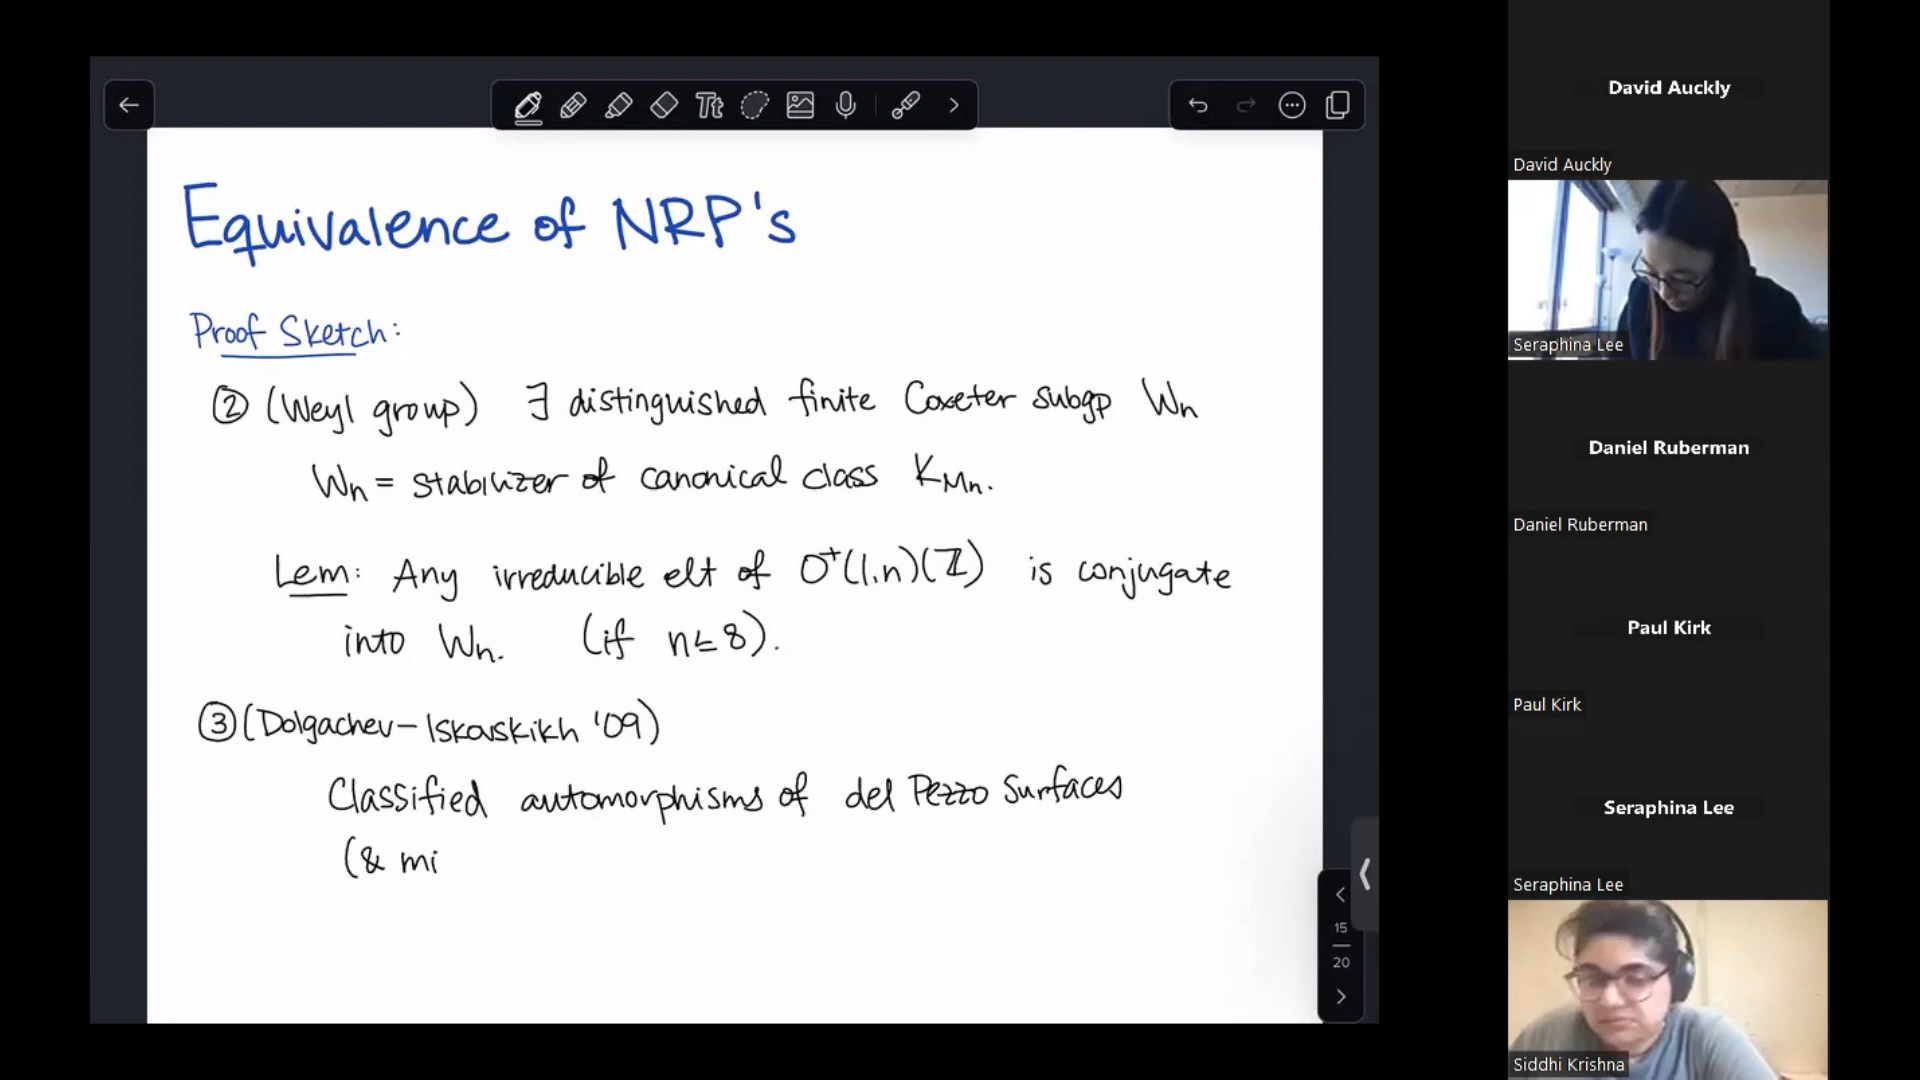 Equivalence of NRP's
Proof Sketch:
② (Weyl group) ∃ distinguished finite Coxeter subgp Wn
Wn = stabilizer of canonical class KMn.
Lem: Any irreducible elt of O⁺(1,n)(ℤ) is conjugate
into Wn. (if n≤8).
③ (Dolgachev–Iskovskikh '09)
Classified automorphisms of del Pezzo Surfaces
(& mi
Tt
15
20
David Auckly
David Auckly
Seraphina Lee
Daniel Ruberman
Daniel Ruberman
Paul Kirk
Paul Kirk
Seraphina Lee
Seraphina Lee
Siddhi Krishna